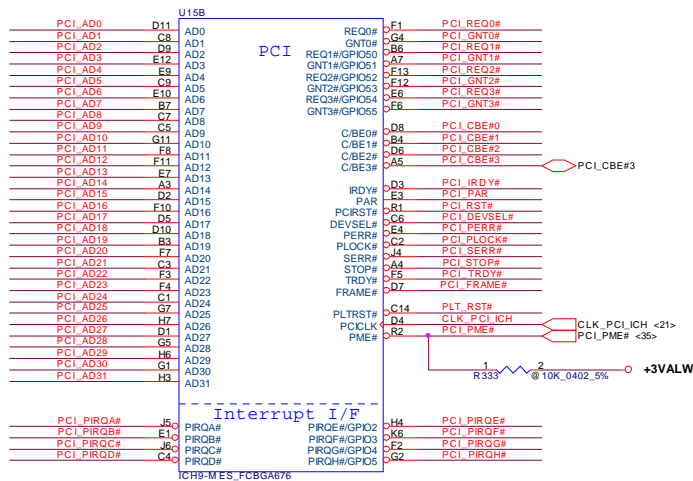 U15B
PCI
PCI_AD0 D11 AD0
PCI_AD1 C8 AD1
PCI_AD2 D9 AD2
PCI_AD3 E12 AD3
PCI_AD4 E9 AD4
PCI_AD5 C9 AD5
PCI_AD6 E10 AD6
PCI_AD7 B7 AD7
PCI_AD8 C7 AD8
PCI_AD9 C5 AD9
PCI_AD10 G11 AD10
PCI_AD11 F8 AD11
PCI_AD12 F11 AD12
PCI_AD13 E7 AD13
PCI_AD14 A3 AD14
PCI_AD15 D2 AD15
PCI_AD16 F10 AD16
PCI_AD17 D5 AD17
PCI_AD18 D10 AD18
PCI_AD19 B3 AD19
PCI_AD20 F7 AD20
PCI_AD21 C3 AD21
PCI_AD22 F3 AD22
PCI_AD23 F4 AD23
PCI_AD24 C1 AD24
PCI_AD25 G7 AD25
PCI_AD26 H7 AD26
PCI_AD27 D1 AD27
PCI_AD28 G5 AD28
PCI_AD29 H6 AD29
PCI_AD30 G1 AD30
PCI_AD31 H3 AD31
REQ0# F1 PCI_REQ0#
GNT0# G4 PCI_GNT0#
REQ1#/GPIO50 B6 PCI_REQ1#
GNT1#/GPIO51 A7 PCI_GNT1#
REQ2#/GPIO52 F13 PCI_REQ2#
GNT2#/GPIO53 F12 PCI_GNT2#
REQ3#/GPIO54 E6 PCI_REQ3#
GNT3#/GPIO55 F6 PCI_GNT3#
C/BE0# D8 PCI_CBE#0
C/BE1# B4 PCI_CBE#1
C/BE2# D6 PCI_CBE#2
C/BE3# A5 PCI_CBE#3 PCI_CBE#3
IRDY# D3 PCI_IRDY#
PAR E3 PCI_PAR
PCIRST# R1 PCI_RST#
DEVSEL# C6 PCI_DEVSEL#
PERR# E4 PCI_PERR#
PLOCK# C2 PCI_PLOCK#
SERR# J4 PCI_SERR#
STOP# A4 PCI_STOP#
TRDY# F5 PCI_TRDY#
FRAME# D7 PCI_FRAME#
PLTRST# C14 PLT_RST#
PCICLK D4 CLK_PCI_ICH CLK_PCI_ICH <21>
PME# R2 PCI_PME# PCI_PME# <35>
1 2 +3VALW
R333 @10K_0402_5%
Interrupt I/F
PCI_PIRQA# J5 PIRQA# PIRQE#/GPIO2 H4 PCI_PIRQE#
PCI_PIRQB# E1 PIRQB# PIRQF#/GPIO3 K6 PCI_PIRQF#
PCI_PIRQC# J6 PIRQC# PIRQG#/GPIO4 F2 PCI_PIRQG#
PCI_PIRQD# C4 PIRQD# PIRQH#/GPIO5 G2 PCI_PIRQH#
ICH9-M ES_FCBGA676